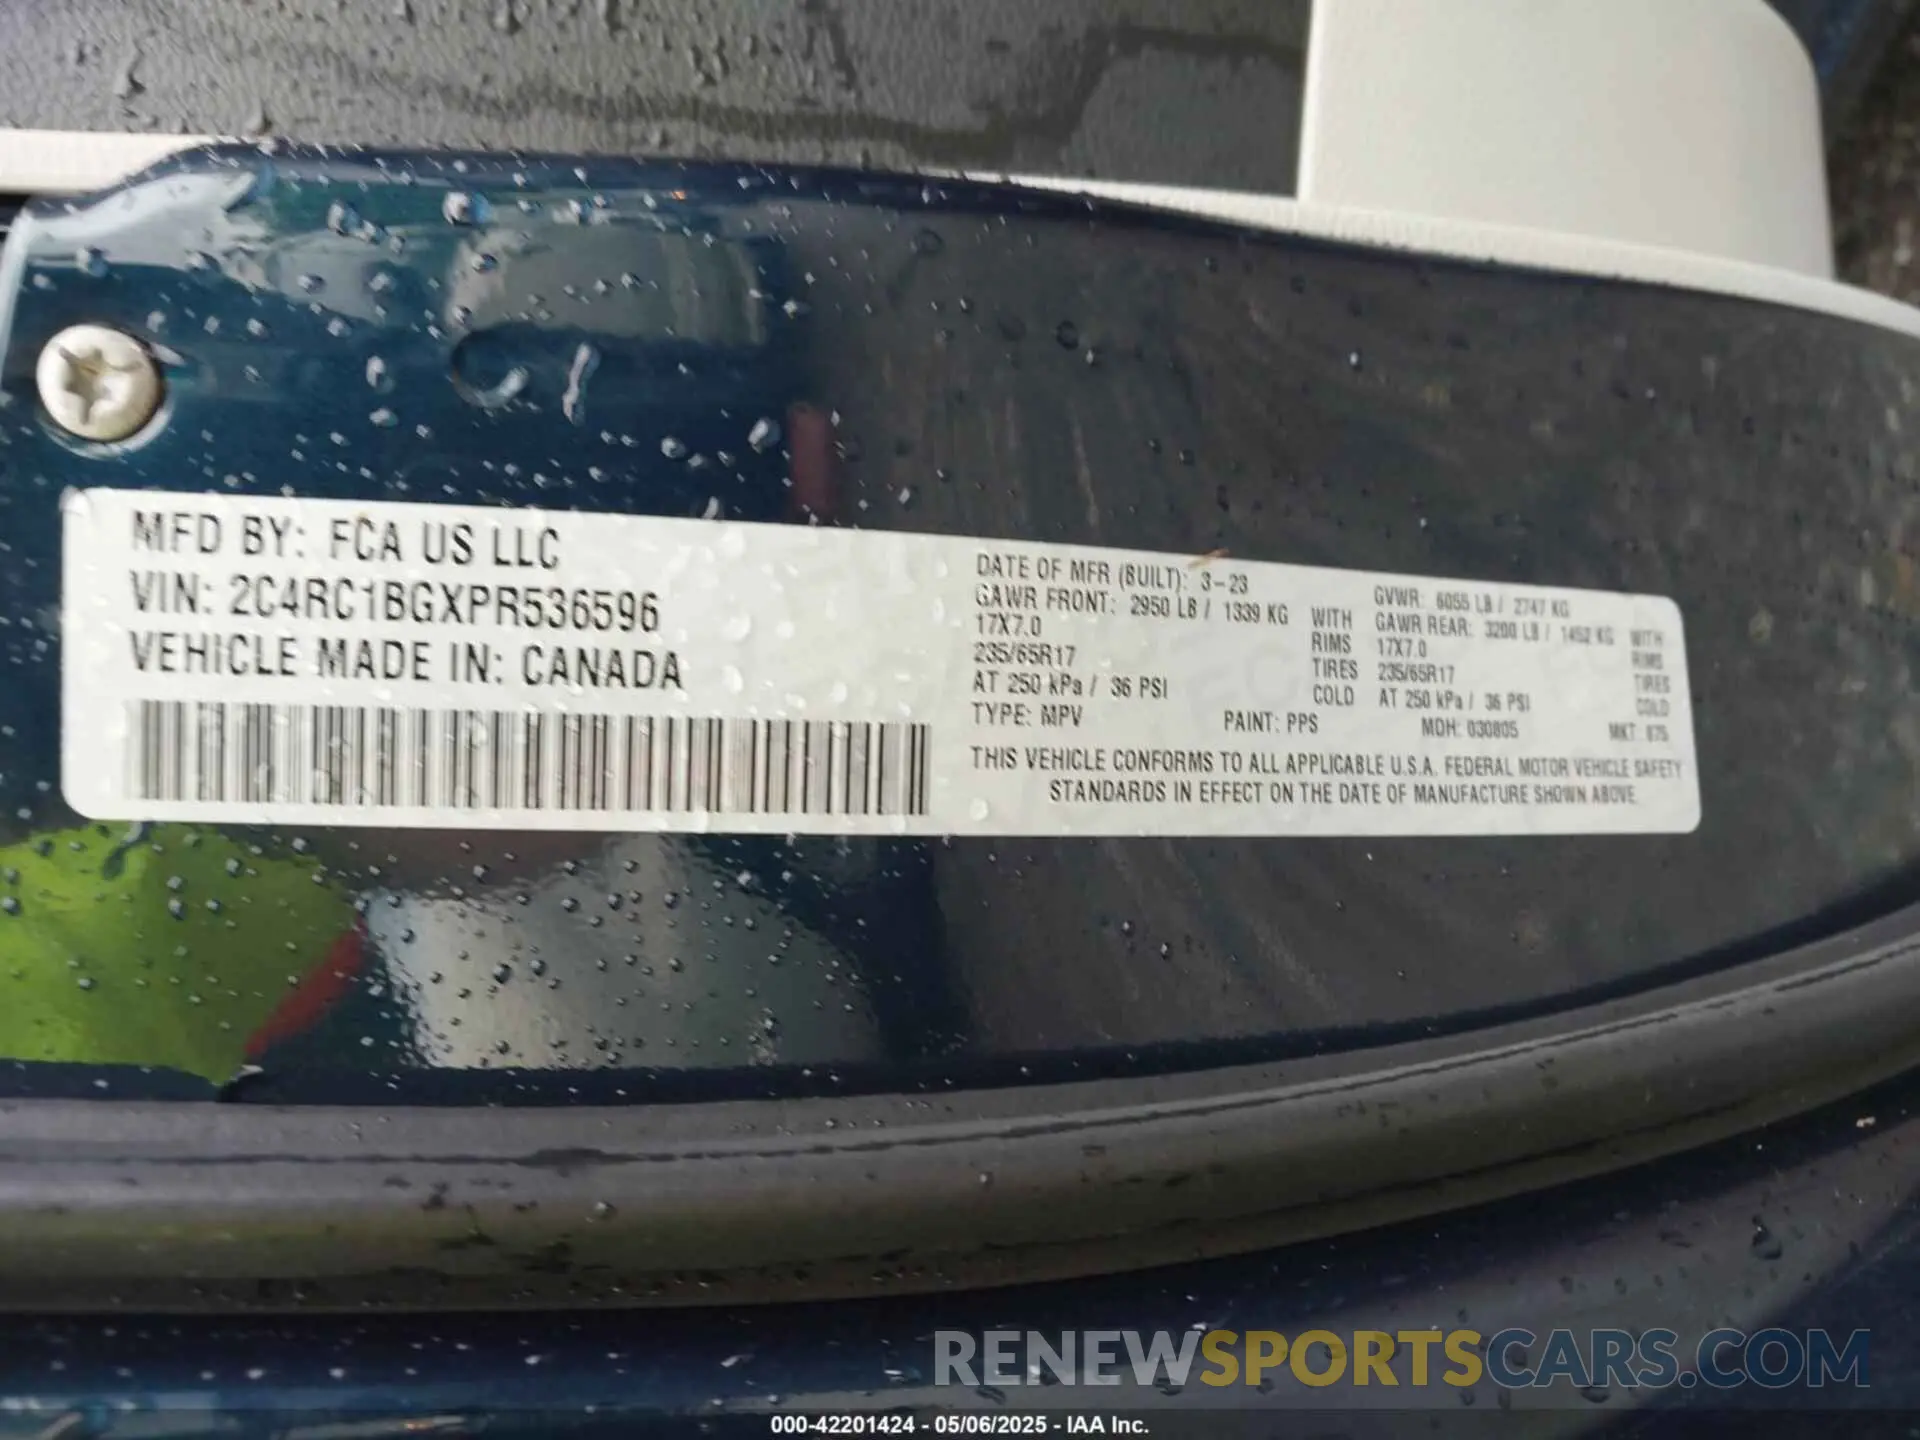 MFD BY: FCA US LLC
VIN: 2C4RC1BGXPR536596
VEHICLE MADE IN: CANADA
DATE OF MFR (BUILT): 3-23
GAWR FRONT: 2950 LB / 1339 KG WITH
17X7.0 RIMS
235/65R17 TIRES
AT 250 kPa / 36 PSI COLD
GVWR: 6055 LB / 2747 KG
GAWR REAR: 3200 LB / 1452 KG WITH
17X7.0 RIMS
235/65R17 TIRES
AT 250 kPa / 36 PSI COLD
TYPE: MPV PAINT: PPS MDH: 030805 MKT:
THIS VEHICLE CONFORMS TO ALL APPLICABLE U.S.A. FEDERAL MOTOR VEHICLE SAFETY
STANDARDS IN EFFECT ON THE DATE OF MANUFACTURE SHOWN ABOVE
RENEWSPORTSCARS.COM
000-42201424 - 05/06/2025 - IAA Inc.